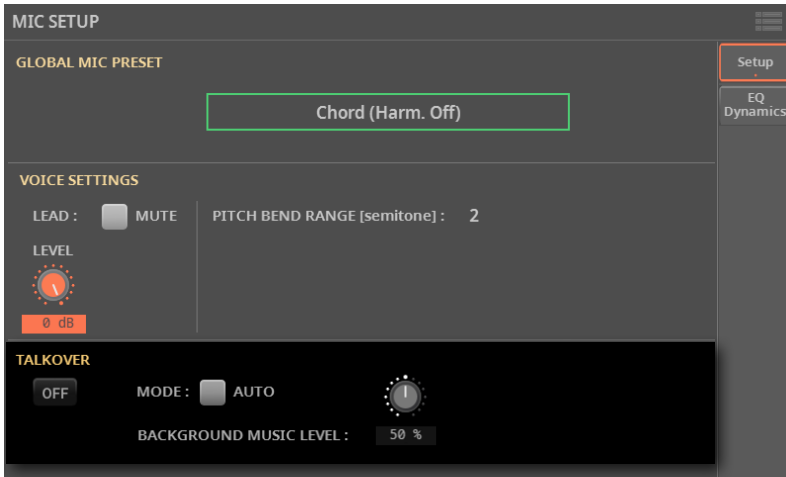 MIC SETUP
GLOBAL MIC PRESET
Setup
Chord (Harm. Off)
EQ
Dynamics
VOICE SETTINGS
LEAD : MUTE PITCH BEND RANGE [semitone] : 2
LEVEL
0 dB
TALKOVER
OFF MODE : AUTO
BACKGROUND MUSIC LEVEL : 50 %